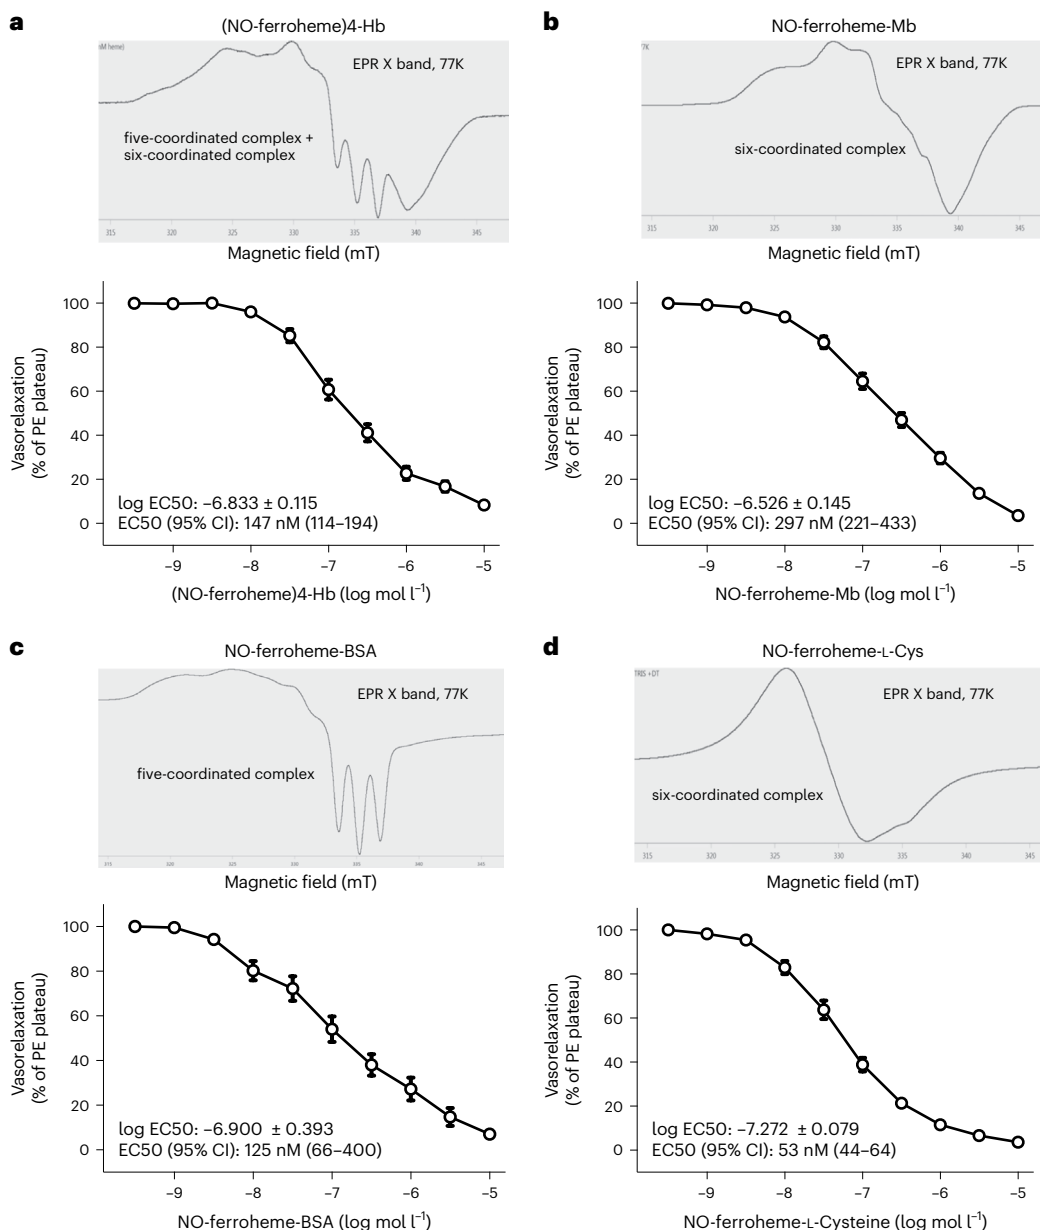 a
(NO-ferroheme)4-Hb
EPR X band, 77K
five-coordinated complex +
six-coordinated complex
315 320 325 330 335 340 345
Magnetic field (mT)
Vasorelaxation
(% of PE plateau)
100
80
60
40
20
0
log EC50: −6.833 ± 0.115
EC50 (95% CI): 147 nM (114–194)
−9 −8 −7 −6 −5
(NO-ferroheme)4-Hb (log mol l⁻¹)
b
NO-ferroheme-Mb
7K
EPR X band, 77K
six-coordinated complex
315 320 325 330 335 340 345
Magnetic field (mT)
Vasorelaxation
(% of PE plateau)
100
80
60
40
20
0
log EC50: −6.526 ± 0.145
EC50 (95% CI): 297 nM (221–433)
−9 −8 −7 −6 −5
NO-ferroheme-Mb (log mol l⁻¹)
c
NO-ferroheme-BSA
EPR X band, 77K
five-coordinated complex
315 320 325 330 335 340 345
Magnetic field (mT)
Vasorelaxation
(% of PE plateau)
100
80
60
40
20
0
log EC50: −6.900 ± 0.393
EC50 (95% CI): 125 nM (66–400)
−9 −8 −7 −6 −5
NO-ferroheme-BSA (log mol l⁻¹)
d
NO-ferroheme-L-Cys
TRIS +DT
EPR X band, 77K
six-coordinated complex
315 320 325 330 335 340 345
Magnetic field (mT)
Vasorelaxation
(% of PE plateau)
100
80
60
40
20
0
log EC50: −7.272 ± 0.079
EC50 (95% CI): 53 nM (44–64)
−9 −8 −7 −6 −5
NO-ferroheme-L-Cysteine (log mol l⁻¹)